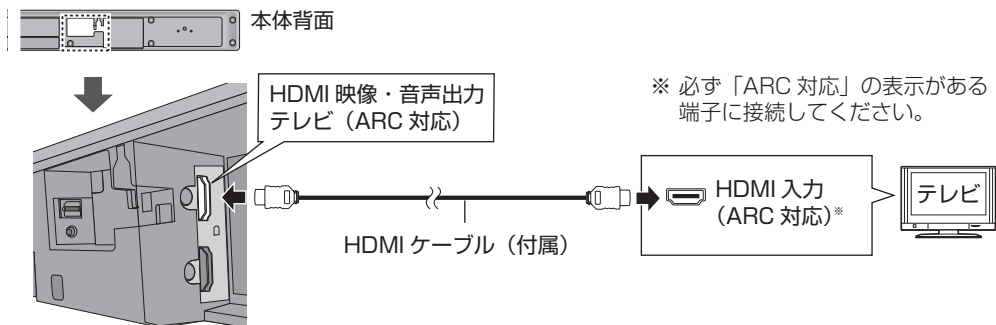 本体背面
HDMI 映像・音声出力
テレビ（ARC 対応）
※ 必ず「ARC 対応」の表示がある
端子に接続してください。
HDMI 入力
（ARC 対応）※
テレビ
HDMI ケーブル（付属）